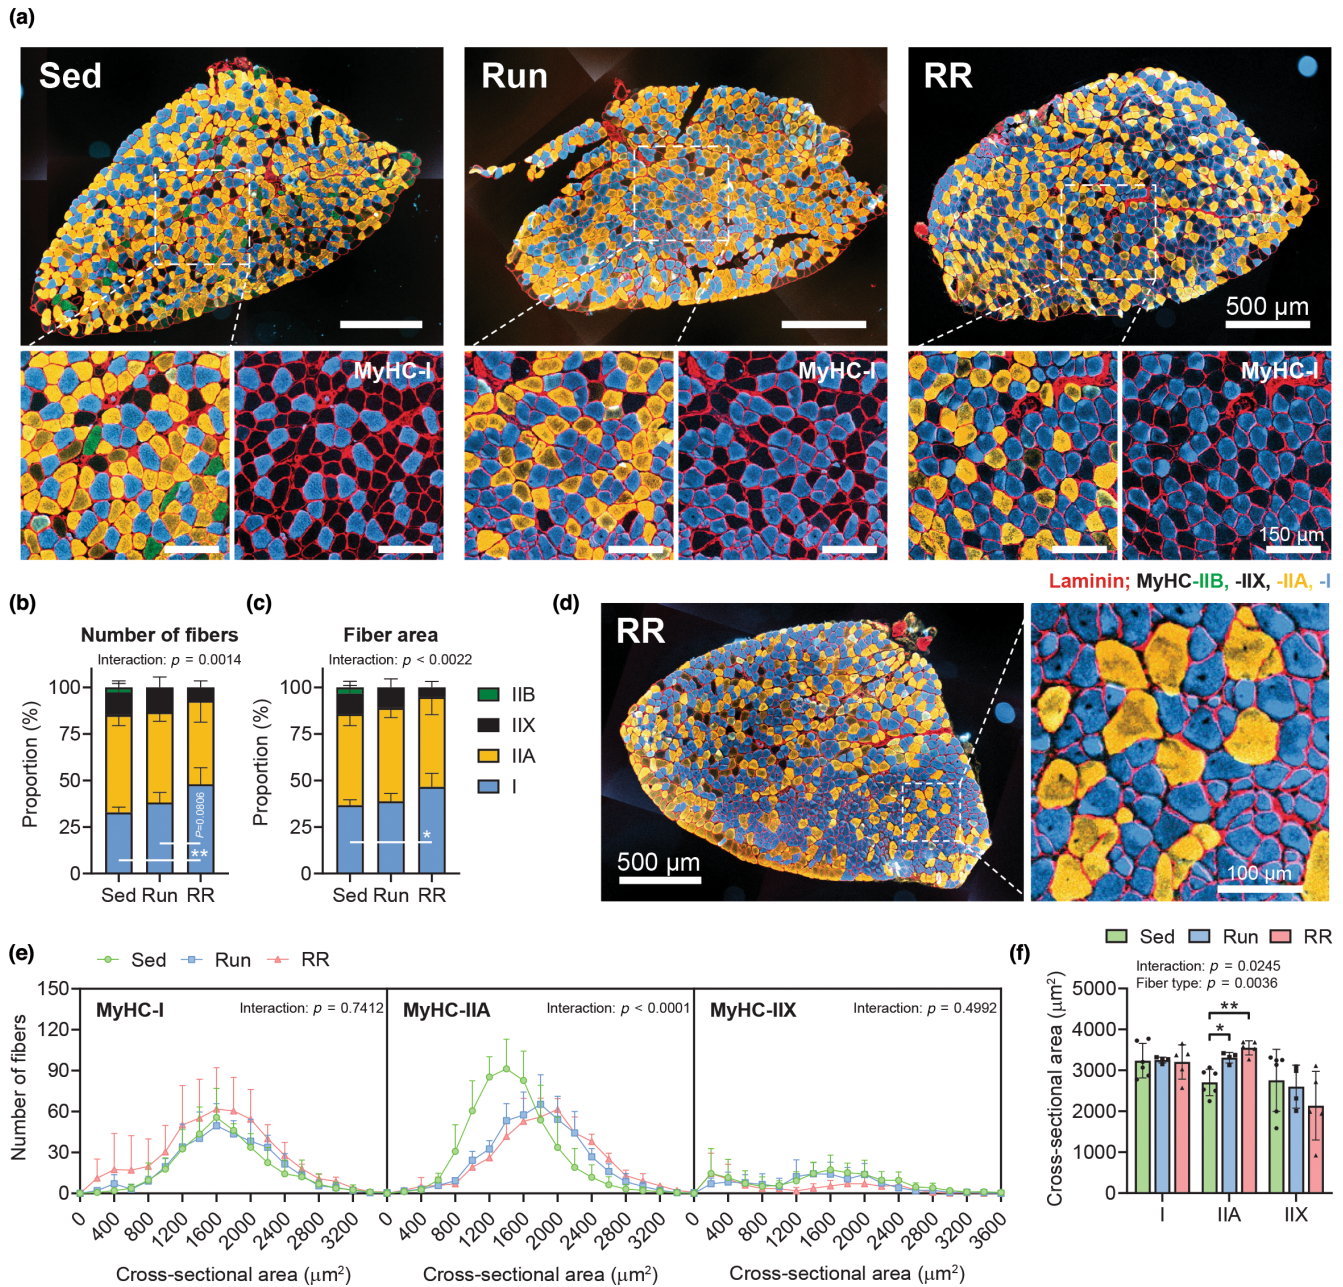 (a)
Sed
Run
RR
500 µm
MyHC-I
MyHC-I
MyHC-I
150 µm
Laminin; MyHC-IIB, -IIX, -IIA, -I
(b)
Number of fibers
Interaction: p = 0.0014
Proportion (%)
100
75
50
25
0
P=0.0806
**
Sed Run RR
(c)
Fiber area
Interaction: p < 0.0022
Proportion (%)
100
75
50
25
0
*
Sed Run RR
IIB
IIX
IIA
I
(d)
RR
500 µm
100 µm
(e)
Sed Run RR
Number of fibers
150
120
90
60
30
0
MyHC-I
Interaction: p = 0.7412
MyHC-IIA
Interaction: p < 0.0001
MyHC-IIX
Interaction: p = 0.4992
0 400 800 1200 1600 2000 2400 2800 3200
0 400 800 1200 1600 2000 2400 2800 3200
0 400 800 1200 1600 2000 2400 2800 3200 3600
Cross-sectional area (µm²)
Cross-sectional area (µm²)
Cross-sectional area (µm²)
(f)
Sed Run RR
Interaction: p = 0.0245
Fiber type: p = 0.0036
Cross-sectional area (µm²)
5000
4000
3000
2000
1000
0
**
*
I IIA IIX